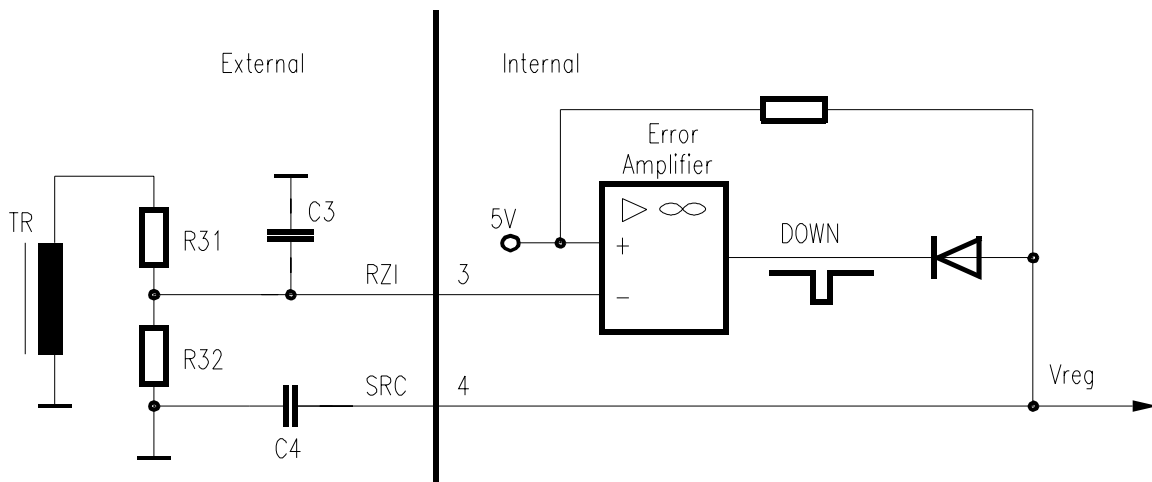 External
Internal
Error
Amplifier
TR
R31
C3
5V
+
DOWN
RZI
3
−
R32
SRC
4
Vreg
C4